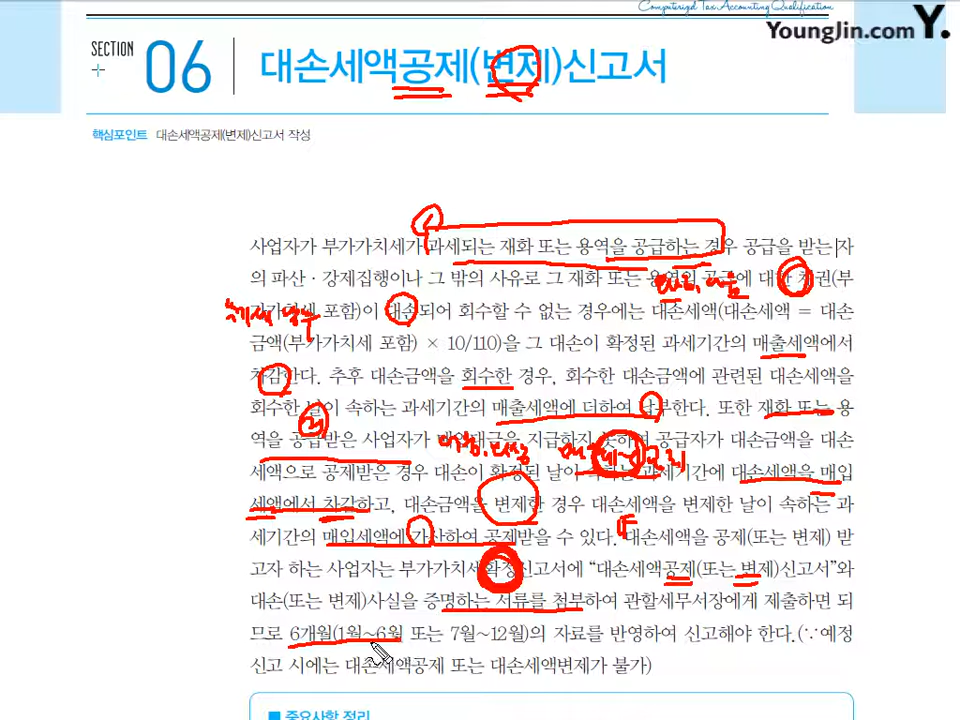 Computerized Tax Accounting Qualification
YoungJin.com Y.
SECTION 06 대손세액공제(변제)신고서
핵심포인트 대손세액공제(변제)신고서 작성
사업자가 부가가치세가 과세되는 재화 또는 용역을 공급하는 경우 공급을 받는 자
의 파산·강제집행이나 그 밖의 사유로 그 재화 또는 용역의 공급에 대한 채권(부
가가치세 포함)이 대손되어 회수할 수 없는 경우에는 대손세액(대손세액 = 대손
금액(부가가치세 포함) × 10/110)을 그 대손이 확정된 과세기간의 매출세액에서
차감한다. 추후 대손금액을 회수한 경우, 회수한 대손금액에 관련된 대손세액을
회수한 날이 속하는 과세기간의 매출세액에 더하여 납부한다. 또한 재화 또는 용
역을 공급받은 사업자가 매입대금을 지급하지 못하여 공급자가 대손금액을 대손
세액으로 공제받은 경우 대손이 확정된 날이 속하는 과세기간에 대손세액을 매입
세액에서 차감하고, 대손금액을 변제한 경우 대손세액을 변제한 날이 속하는 과
세기간의 매입세액에 가산하여 공제받을 수 있다. 대손세액을 공제(또는 변제) 받
고자 하는 사업자는 부가가치세확정신고서에 “대손세액공제(또는 변제)신고서”와
대손(또는 변제)사실을 증명하는 서류를 첨부하여 관할세무서장에게 제출하면 되
므로 6개월(1월~6월 또는 7월~12월)의 자료를 반영하여 신고해야 한다.(∵예정
신고 시에는 대손세액공제 또는 대손세액변제가 불가)
■ 중요사항 정리